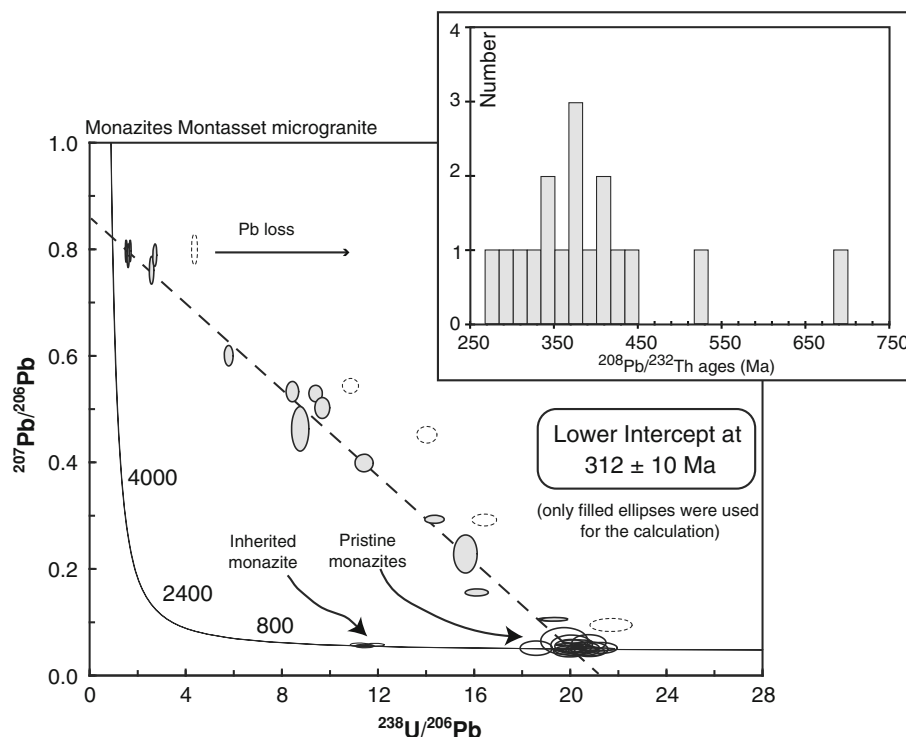 Monazites Montasset microgranite
1.0
0.8
0.6
0.4
0.2
0.0
207Pb/206Pb
0
4
8
12
16
20
24
28
238U/206Pb
Pb loss
4000
2400
800
Inherited
monazite
Pristine
monazites
Lower Intercept at
312 ± 10 Ma
(only filled ellipses were used
for the calculation)
4
3
2
1
0
Number
250
350
450
550
650
750
208Pb/232Th ages (Ma)